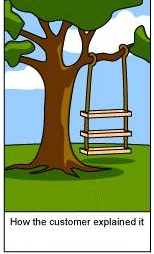 How the customer explained it